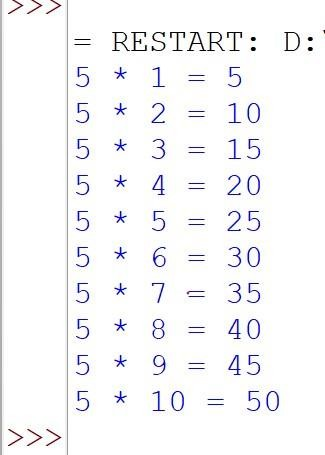 >>>
= RESTART: D:
5 * 1 = 5
5 * 2 = 10
5 * 3 = 15
5 * 4 = 20
5 * 5 = 25
5 * 6 = 30
5 * 7 = 35
5 * 8 = 40
5 * 9 = 45
5 * 10 = 50
>>>